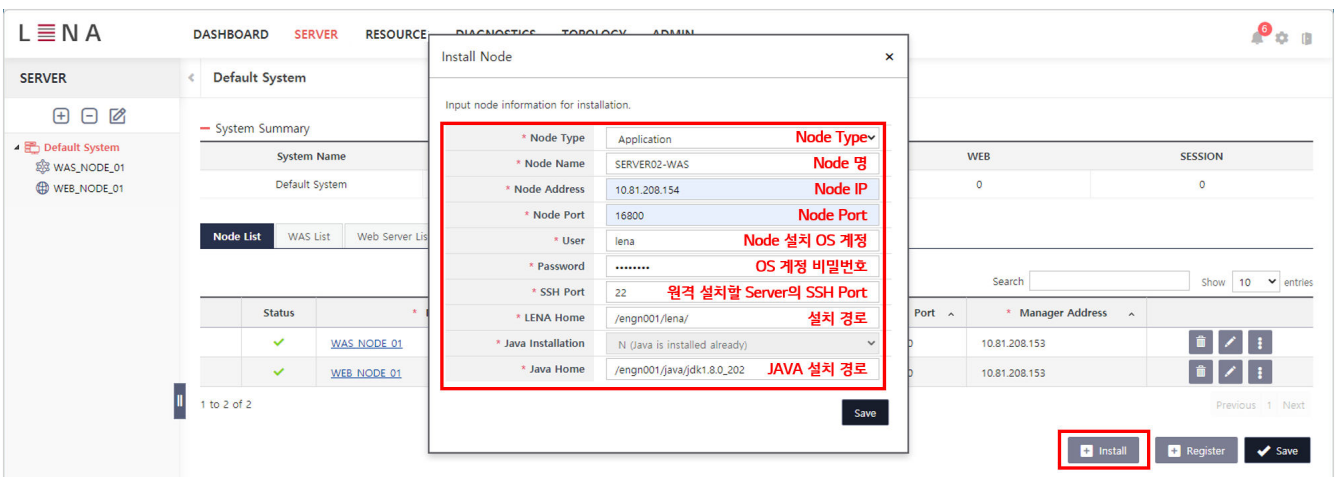 LENA
DASHBOARD SERVER RESOURCE DIAGNOSTICS TOPOLOGY ADMIN
6
SERVER
Default System
Default System
WAS_NODE_01
WEB_NODE_01
System Summary
System Name WEB SESSION
Default System 0 0
Node List WAS List Web Server Lis
Search Show 10 entries
Status * Port * Manager Address
WAS_NODE_01 10.81.208.153
WEB_NODE_01 10.81.208.153
1 to 2 of 2 Previous 1 Next
Install Register Save
Install Node ×
Input node information for installation.
* Node Type Application Node Type
* Node Name SERVER02-WAS Node 명
* Node Address 10.81.208.154 Node IP
* Node Port 16800 Node Port
* User lena Node 설치 OS 계정
* Password •••••••• OS 계정 비밀번호
* SSH Port 22 원격 설치할 Server의 SSH Port
* LENA Home /engn001/lena/ 설치 경로
* Java Installation N (Java is installed already)
* Java Home /engn001/java/jdk1.8.0_202 JAVA 설치 경로
Save